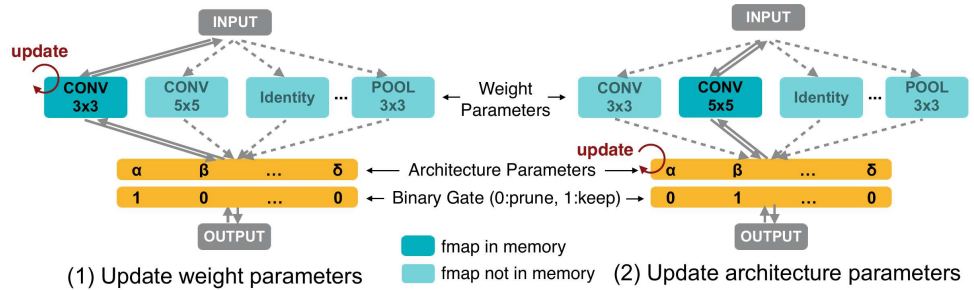 INPUT
update
CONV
3x3
CONV
5x5
Identity
...
POOL
3x3
α β ... δ
1 0 ... 0
OUTPUT
(1) Update weight parameters
Weight
Parameters
Architecture Parameters
Binary Gate (0:prune, 1:keep)
fmap in memory
fmap not in memory
INPUT
CONV
3x3
CONV
5x5
Identity
...
POOL
3x3
update
α β ... δ
0 1 ... 0
OUTPUT
(2) Update architecture parameters